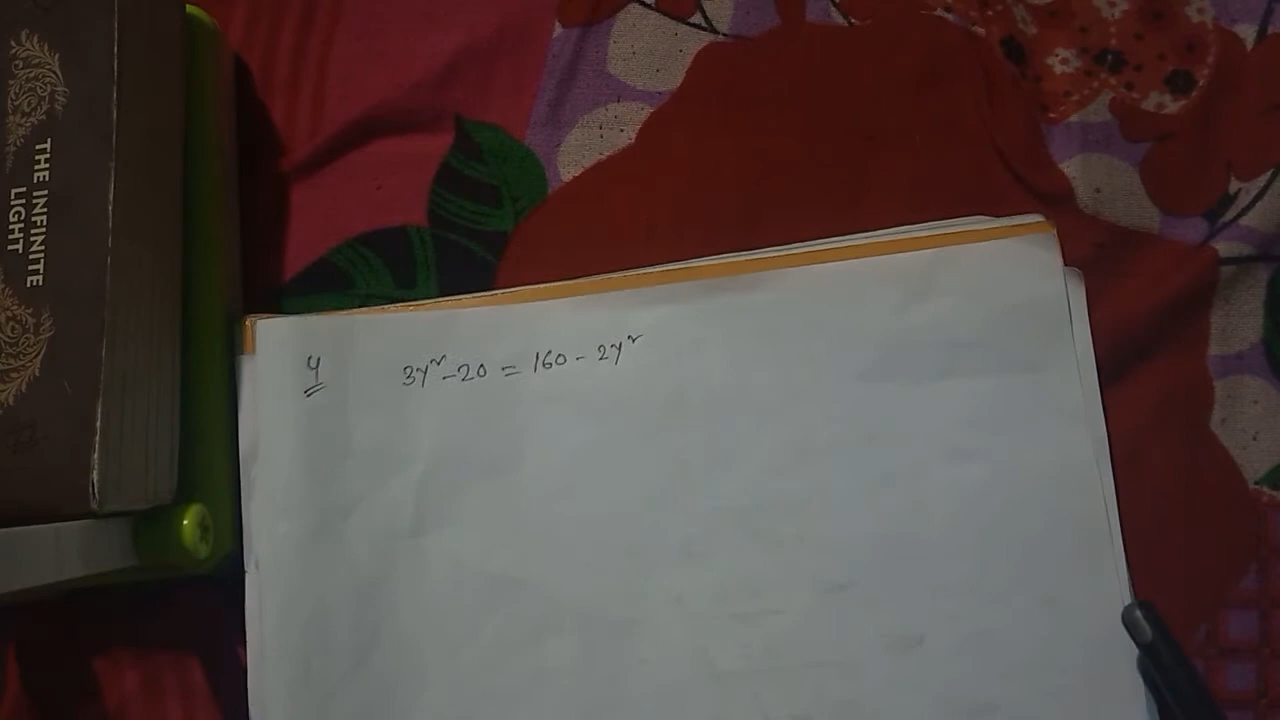 THE INFINITE
LIGHT
4
3y² - 20 = 160 - 2y²